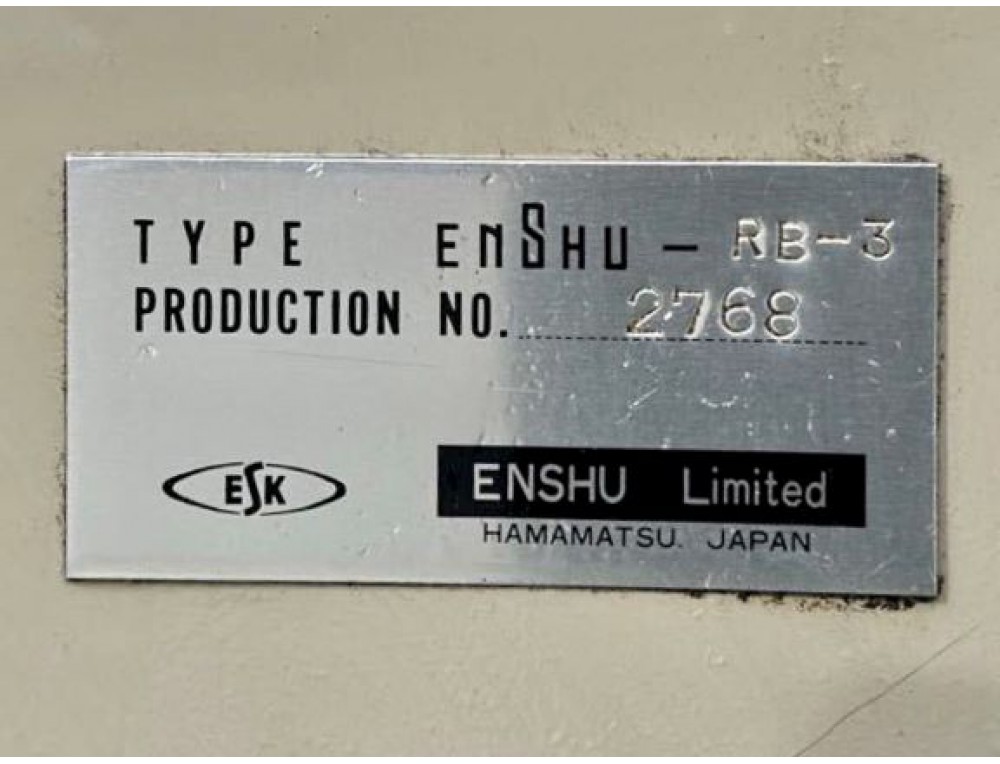 TYPE ENSHU - RB-3
PRODUCTION NO. 2768
ESK
ENSHU Limited
HAMAMATSU. JAPAN